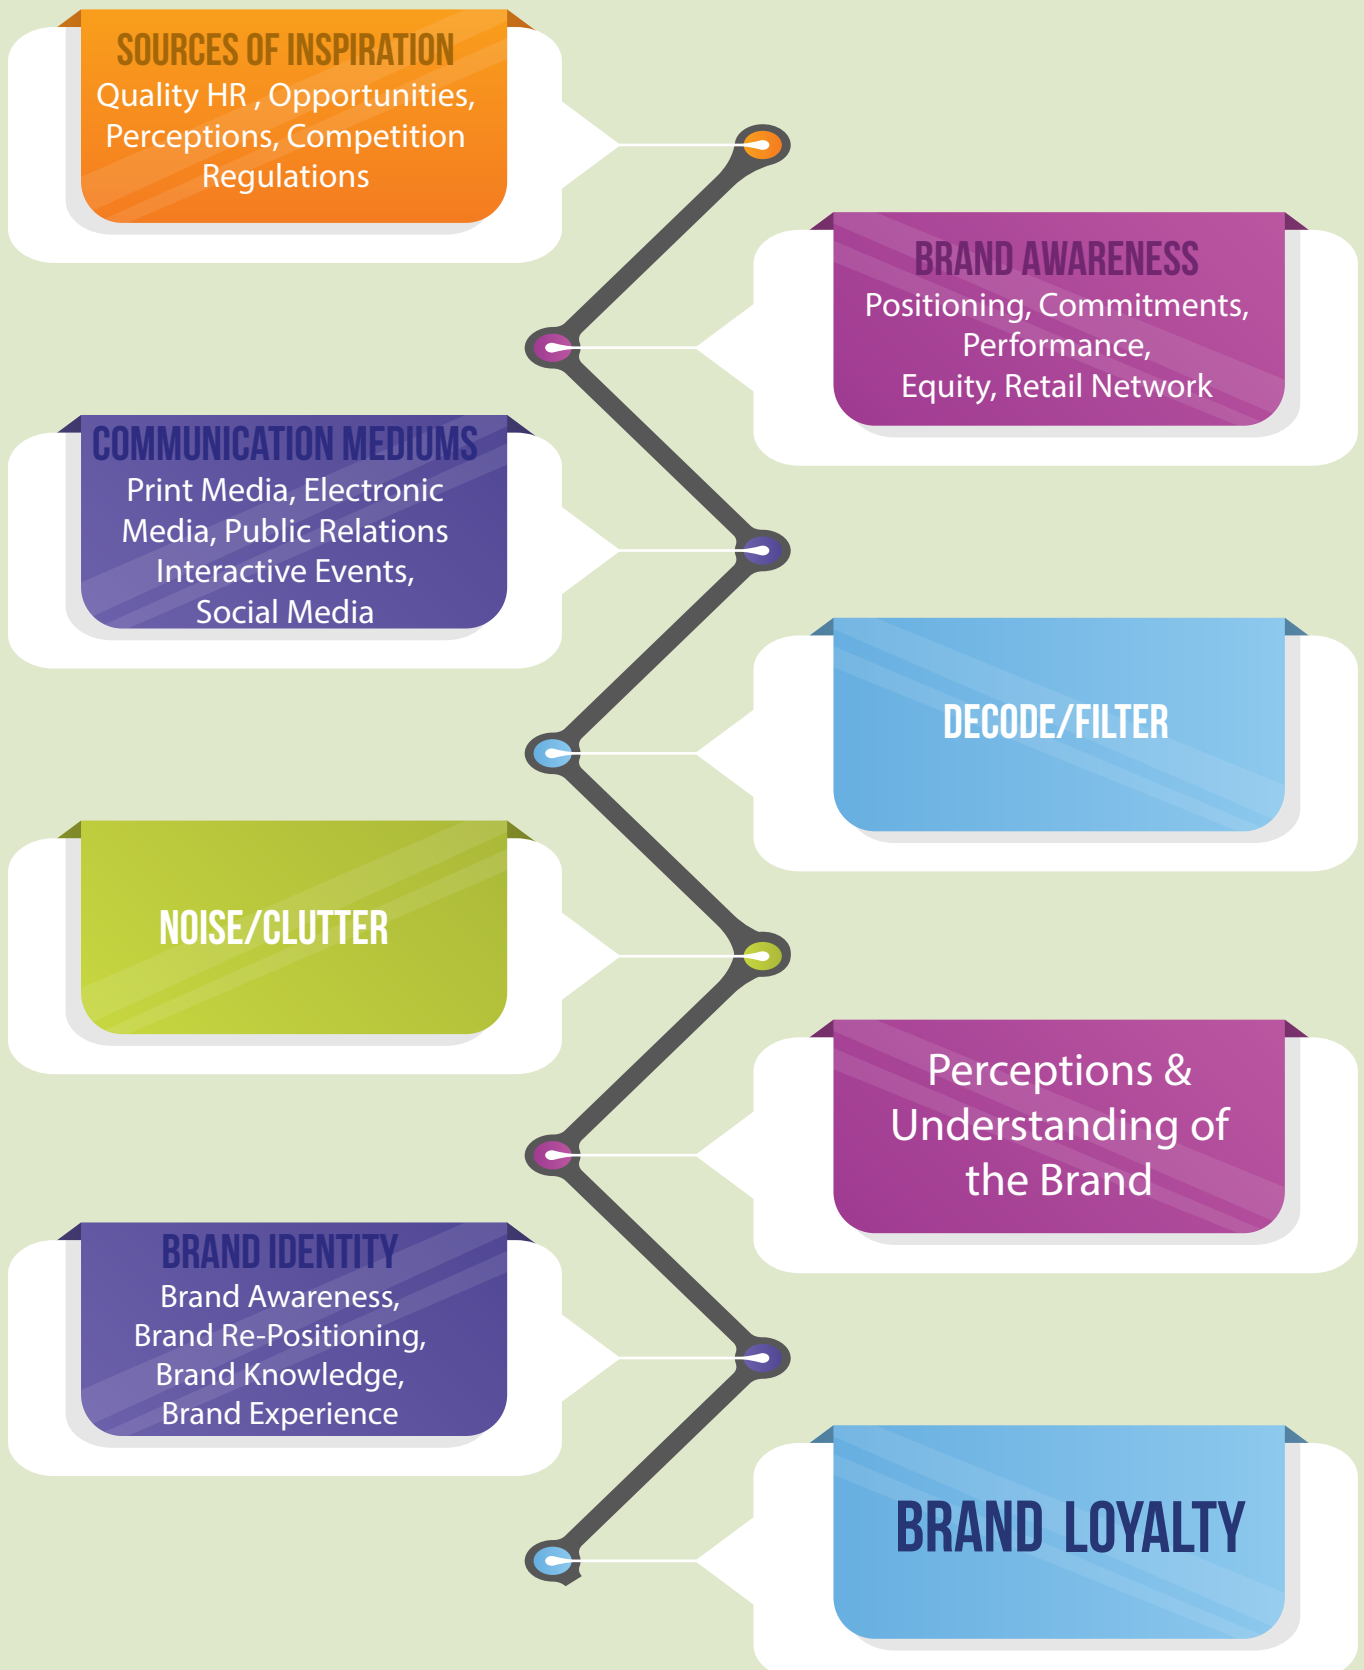 SOURCES OF INSPIRATION
Quality HR , Opportunities,
Perceptions, Competition
Regulations
BRAND AWARENESS
Positioning, Commitments,
Performance,
Equity, Retail Network
COMMUNICATION MEDIUMS
Print Media, Electronic
Media, Public Relations
Interactive Events,
Social Media
DECODE/FILTER
NOISE/CLUTTER
Perceptions &
Understanding of
the Brand
BRAND IDENTITY
Brand Awareness,
Brand Re-Positioning,
Brand Knowledge,
Brand Experience
BRAND LOYALTY